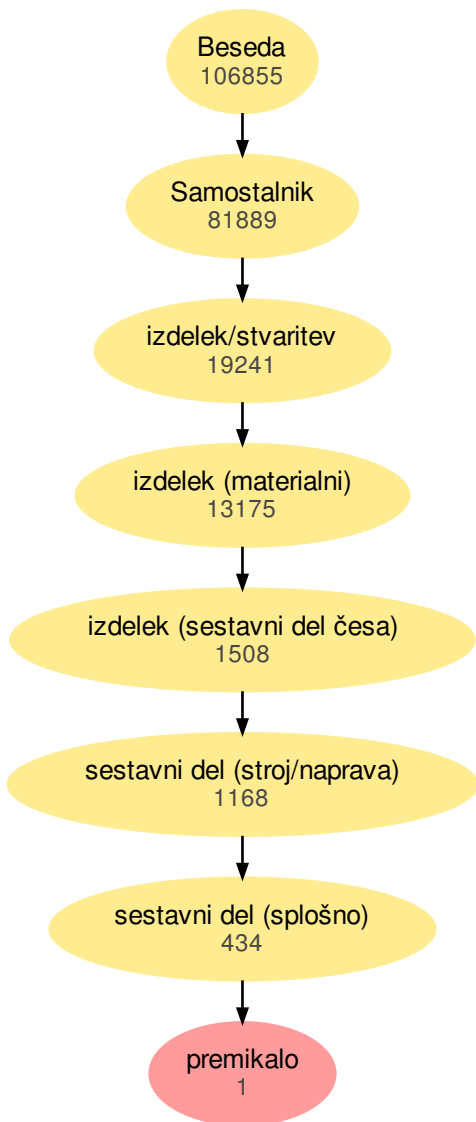 Beseda
106855
Samostalnik
81889
izdelek/stvaritev
19241
izdelek (materialni)
13175
izdelek (sestavni del česa)
1508
sestavni del (stroj/naprava)
1168
sestavni del (splošno)
434
premikalo
1